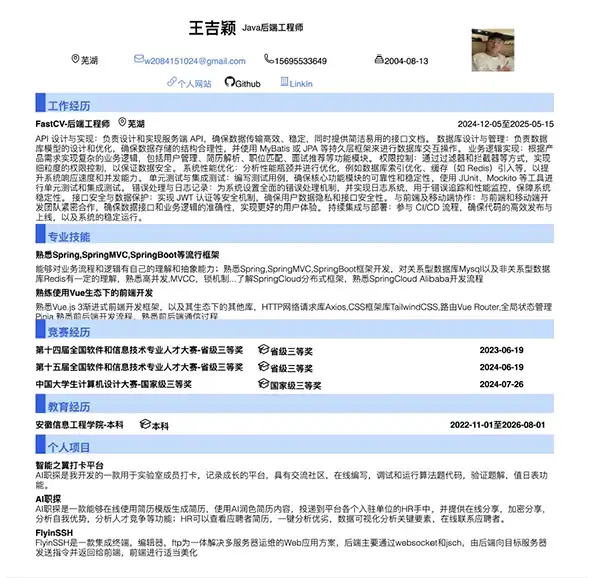 王吉颖 Java后端工程师
芜湖 w2084151024@gmail.com 15695533649 2004-08-13
个人网站 Github LinkIn
工作经历
FastCV-后端工程师 芜湖 2024-12-05至2025-05-15
API 设计与实现：负责设计和实现服务端 API，确保数据传输高效、稳定，同时提供简洁易用的接口文档。 数据库设计与管理：负责数据
库模型的设计和优化，确保数据存储的结构合理性，并使用 MyBatis 或 JPA 等持久层框架来进行数据库交互操作。 业务逻辑实现：根据产
品需求实现复杂的业务逻辑，包括用户管理、简历解析、职位匹配、面试推荐等功能模块。 权限控制：通过过滤器和拦截器等方式，实现
细粒度的权限控制，以保证数据安全。 系统性能优化：分析性能瓶颈并进行优化，例如数据库索引优化、缓存（如 Redis）引入等，以提
升系统响应速度和并发能力。 单元测试与集成测试：编写测试用例，确保核心功能模块的可靠性和稳定性，使用 JUnit、Mockito 等工具进
行单元测试和集成测试。 错误处理与日志记录：为系统设置全面的错误处理机制，并实现日志系统，用于错误追踪和性能监控，保障系统
稳定性。 接口安全与数据保护：实现 JWT 认证等安全机制，确保用户数据隐私和接口安全性。 与前端及移动端协作：与前端和移动端开
发团队紧密合作，确保数据接口和业务逻辑的准确性，实现更好的用户体验。 持续集成与部署：参与 CI/CD 流程，确保代码的高效发布与
上线，以及系统的稳定运行。
专业技能
熟悉Spring,SpringMVC,SpringBoot等流行框架
能够对业务流程和逻辑有自己的理解和抽象能力；熟悉Spring,SpringMVC,SpringBoot框架开发，对关系型数据库Mysql以及非关系型数据
库Redis有一定的理解，熟悉高并发,MVCC，锁机制...了解SpringCloud分布式框架，熟悉SpringCloud Alibaba开发流程
熟练使用Vue生态下的前端开发
熟悉Vue.js 3渐进式前端开发框架，以及其生态下的其他库，HTTP网络请求库Axios,CSS框架库TailwindCSS,路由Vue Router,全局状态管理
Pinia,熟悉前后端开发流程，熟悉前后端通信过程
竞赛经历
第十四届全国软件和信息技术专业人才大赛-省级三等奖 省级三等奖 2023-06-19
第十五届全国软件和信息技术专业人才大赛-省级三等奖 省级三等奖 2024-06-19
中国大学生计算机设计大赛-国家级三等奖 国家级三等奖 2024-07-26
教育经历
安徽信息工程学院-本科 本科 2022-11-01至2026-08-01
个人项目
智能之翼打卡平台
AI职探是我开发的一款用于实验室成员打卡，记录成长的平台，具有交流社区，在线编写，调试和运行算法题代码，验证题解，值日表功
能。
AI职探
AI职探是一款能够在线使用简历模版生成简历，使用AI润色简历内容，投递到平台各个入驻单位的HR手中，并提供在线分享，加密分享，
分析自我优势，分析人才竞争等功能；HR可以查看应聘者简历，一键分析优劣，数据可视化分析关键要素，在线联系应聘者。
FlyinSSH
FlyinSSH是一款集成终端，编辑器，ftp为一体解决多服务器运维的Web应用方案，后端主要通过websocket和jsch，由后端向目标服务器
发送指令并返回给前端，前端进行适当美化